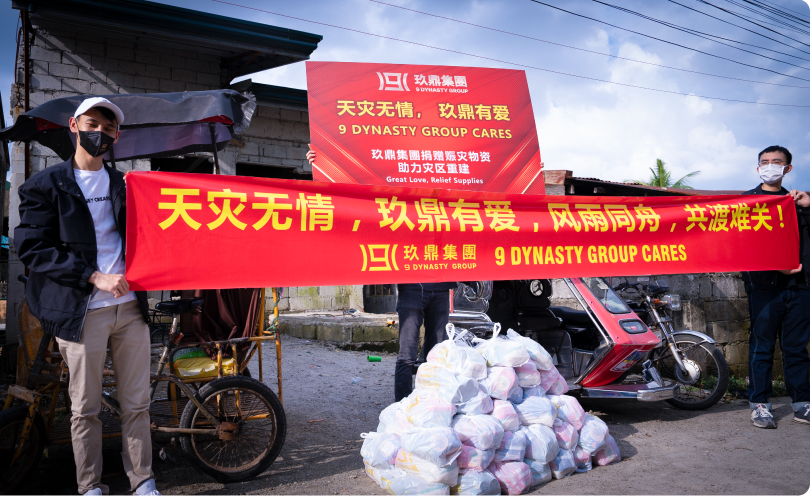 玖鼎集團
9 DYNASTY GROUP
天灾无情， 玖鼎有爱
9 DYNASTY GROUP CARES
玖鼎集團捐赠赈灾物资
助力灾区重建
Great Love, Relief Supplies
天灾无情，玖鼎有爱，风雨同舟，共渡难关！
玖鼎集團
9 DYNASTY GROUP
9 DYNASTY GROUP CARES